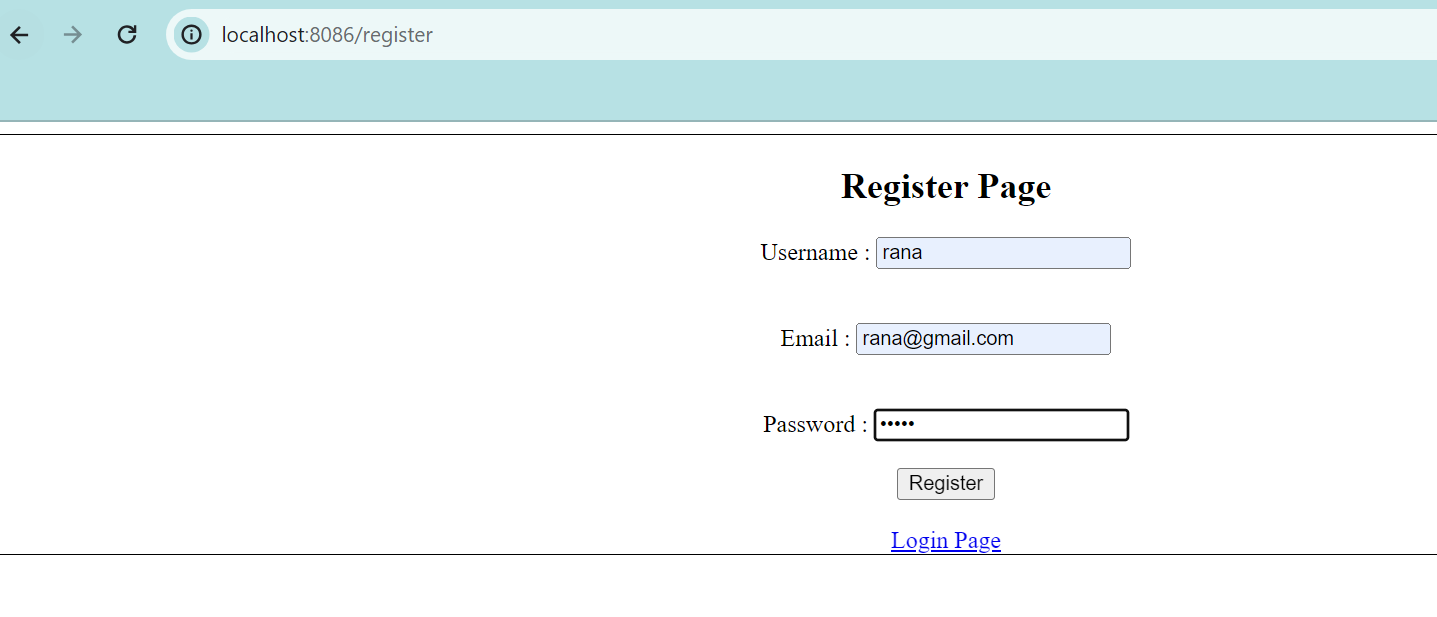 localhost:8086/register
Register Page
Username : rana
Email : rana@gmail.com
Password : •••••
Register
Login Page